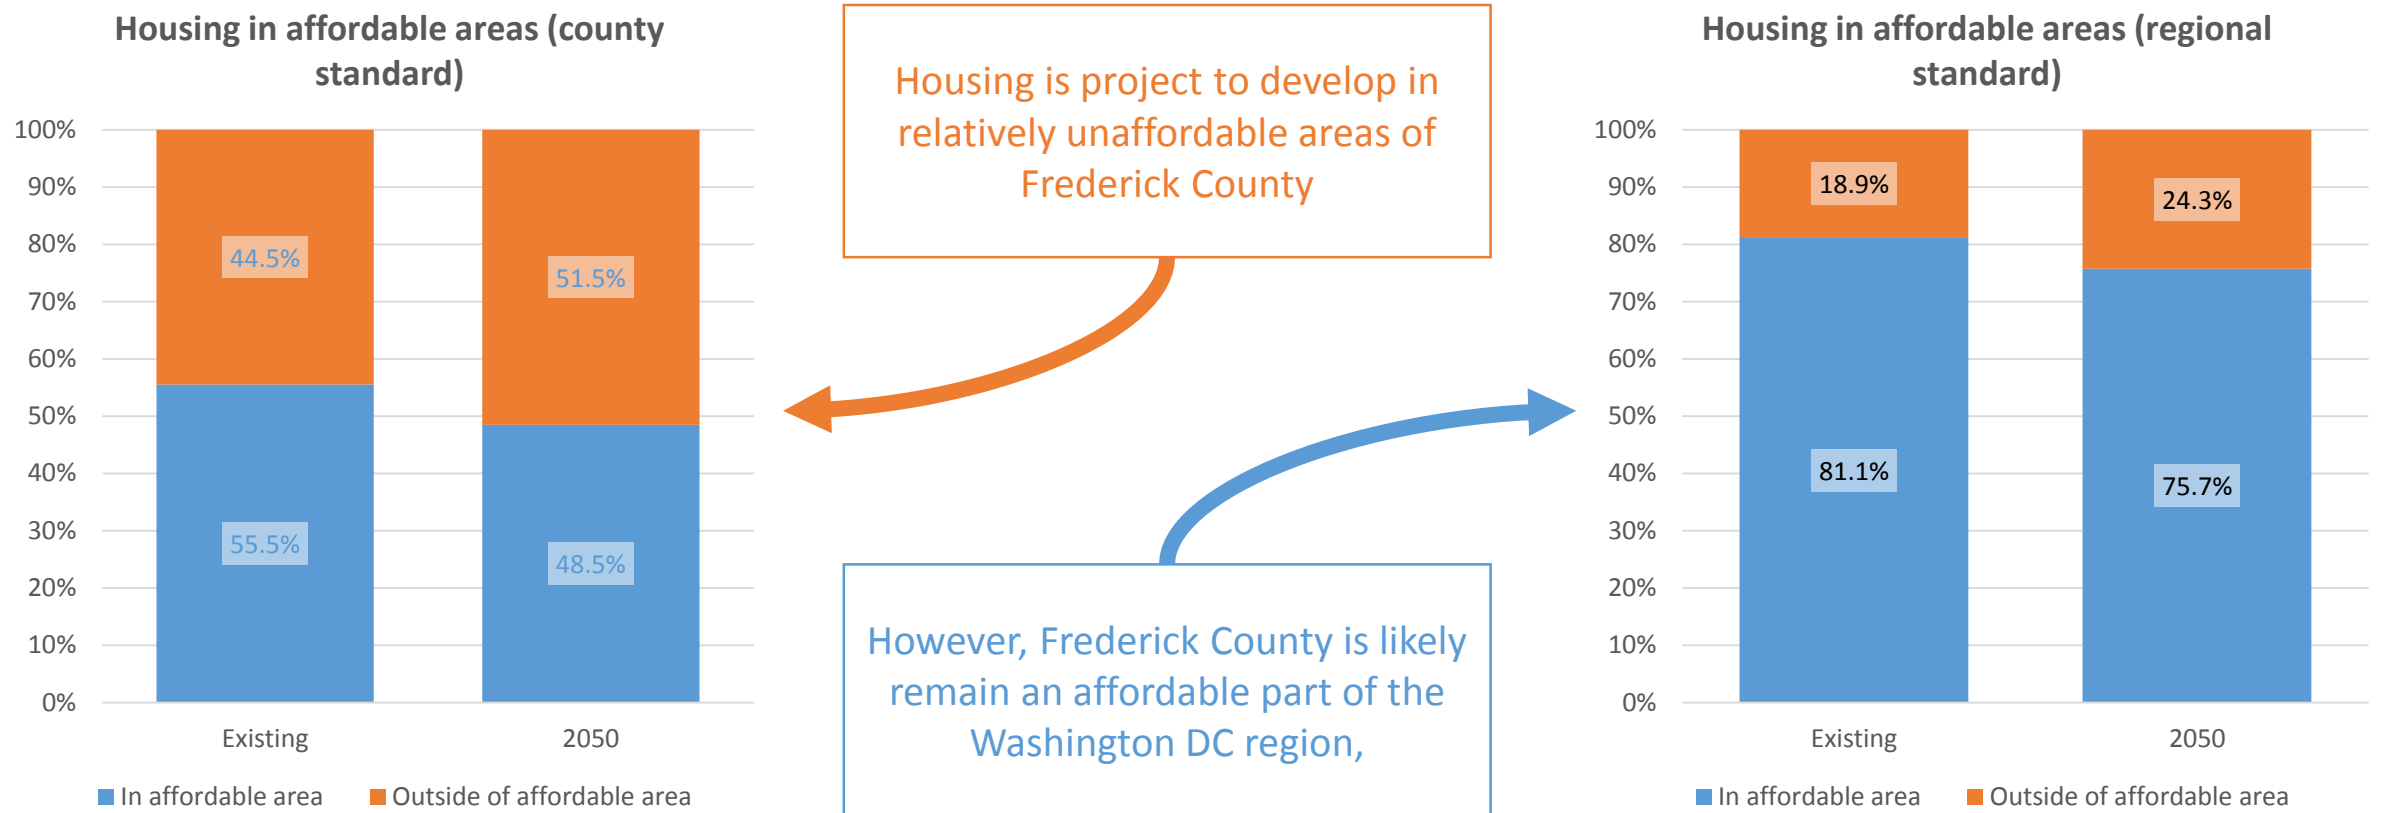 Housing in affordable areas (county
standard)
100%
90%
80%
70%
60%
50%
40%
30%
20%
10%
0%
44.5%
51.5%
55.5%
48.5%
Existing
2050
In affordable area
Outside of affordable area
Housing is project to develop in
relatively unaffordable areas of
Frederick County
However, Frederick County is likely
remain an affordable part of the
Washington DC region,
Housing in affordable areas (regional
standard)
100%
90%
80%
70%
60%
50%
40%
30%
20%
10%
0%
18.9%
24.3%
81.1%
75.7%
Existing
2050
In affordable area
Outside of affordable area